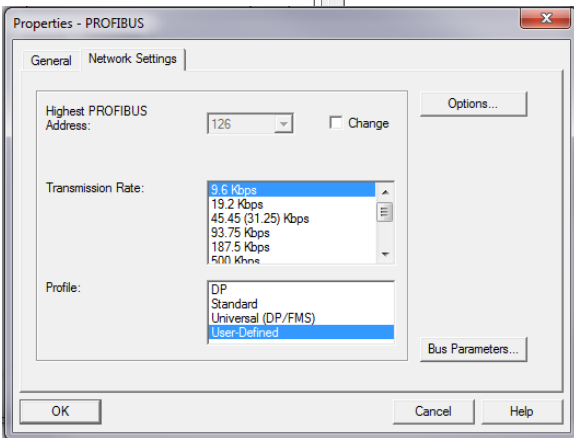 Properties - PROFIBUS
General Network Settings
Highest PROFIBUS
Address:
126
Change
Options...
Transmission Rate:
9.6 Kbps
19.2 Kbps
45.45 (31.25) Kbps
93.75 Kbps
187.5 Kbps
500 Kbps
Profile:
DP
Standard
Universal (DP/FMS)
User-Defined
Bus Parameters...
OK Cancel Help